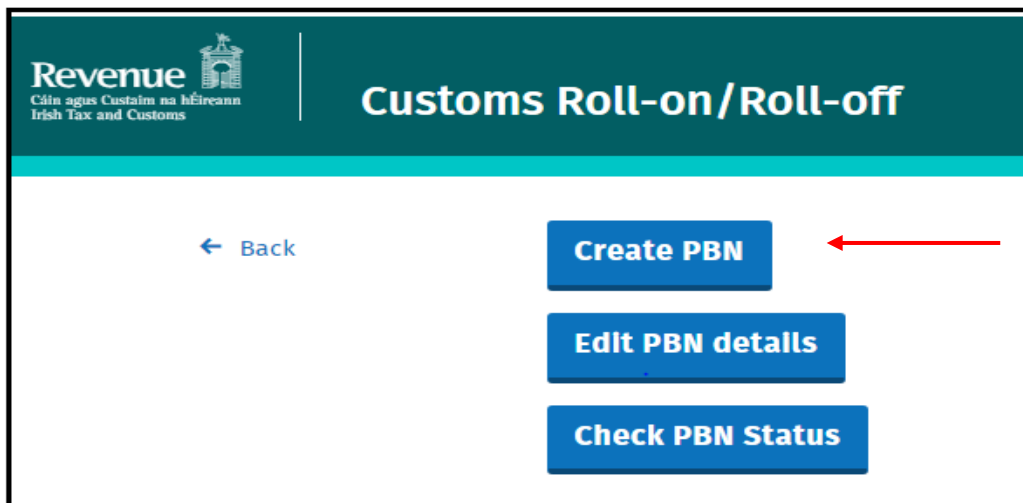 Revenue
Cáin agus Custaim na hÉireann
Irish Tax and Customs
Customs Roll-on/Roll-off
← Back
Create PBN
Edit PBN details
Check PBN Status